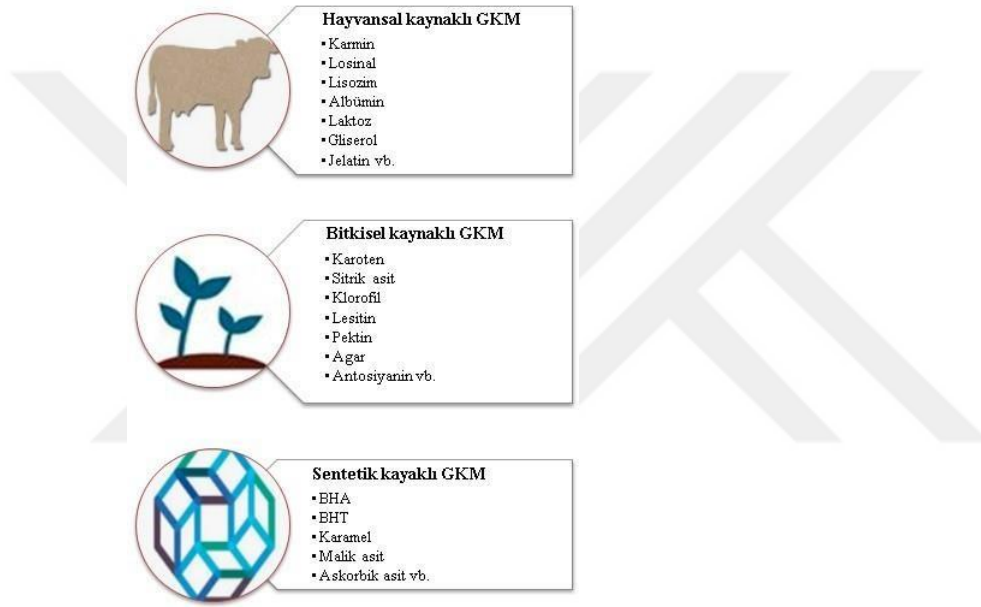 Hayvansal kaynaklı GKM
▪ Karmin
▪ Losinal
▪ Lisozim
▪ Albümin
▪ Laktoz
▪ Gliserol
▪ Jelatin vb.
Bitkisel kaynaklı GKM
▪ Karoten
▪ Sitrik asit
▪ Klorofil
▪ Lesitin
▪ Pektin
▪ Agar
▪ Antosiyanin vb.
Sentetik kayaklı GKM
▪ BHA
▪ BHT
▪ Karamel
▪ Malik asit
▪ Askorbik asit vb.